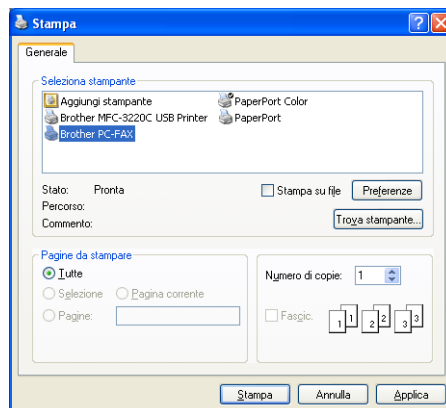 Stampa
Generale
Seleziona stampante
Aggiungi stampante
PaperPort Color
Brother MFC-3220C USB Printer
PaperPort
Brother PC-FAX
Stato: Pronta
Stampa su file
Preferenze
Percorso:
Commento:
Trova stampante...
Pagine da stampare
Tutte
Numero di copie: 1
Selezione
Pagina corrente
Pagine:
Fascic.
1 1 2 2 3 3
Stampa
Annulla
Applica